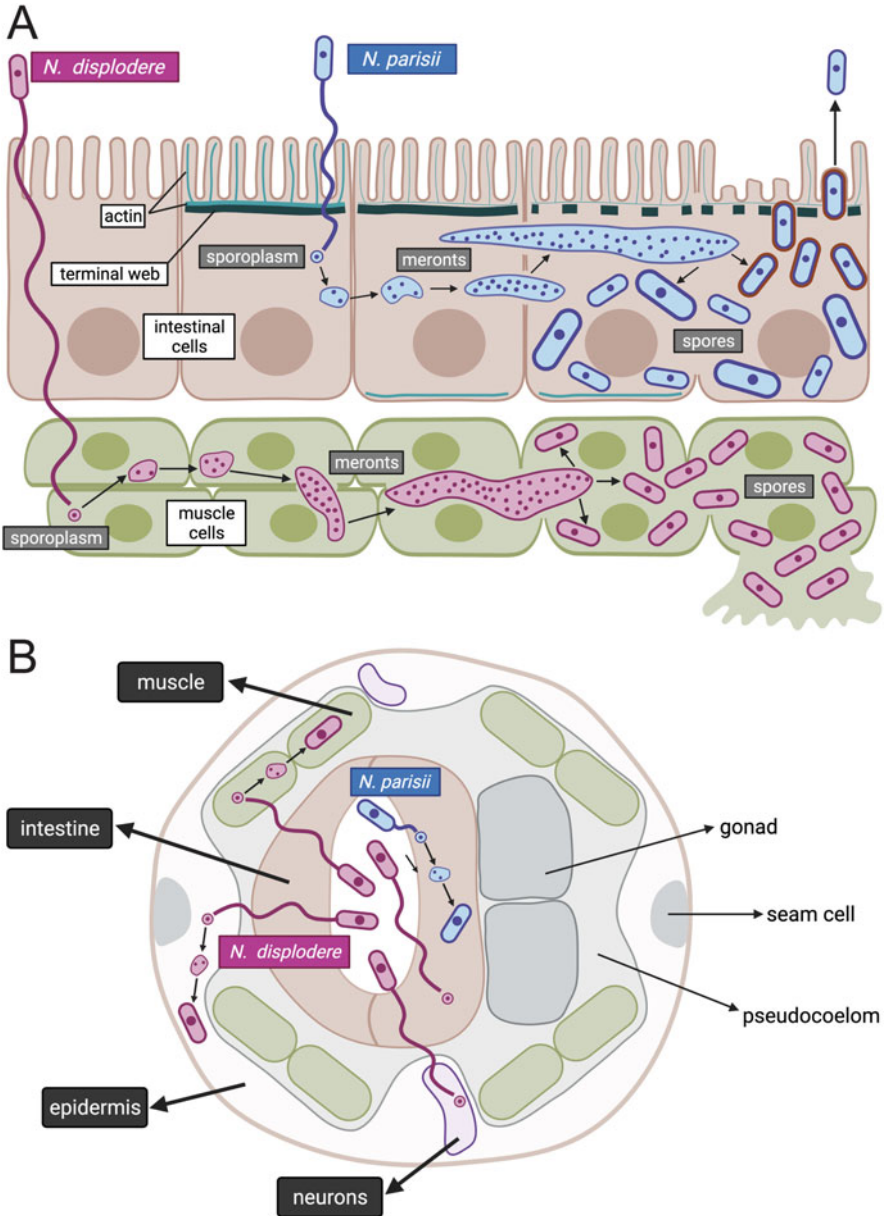 A
N. displodere
N. parisii
actin
terminal web
sporoplasm
meronts
intestinal
cells
spores
meronts
muscle
cells
spores
sporoplasm
B
muscle
N. parisii
intestine
gonad
seam cell
N. displodere
pseudocoelom
epidermis
neurons